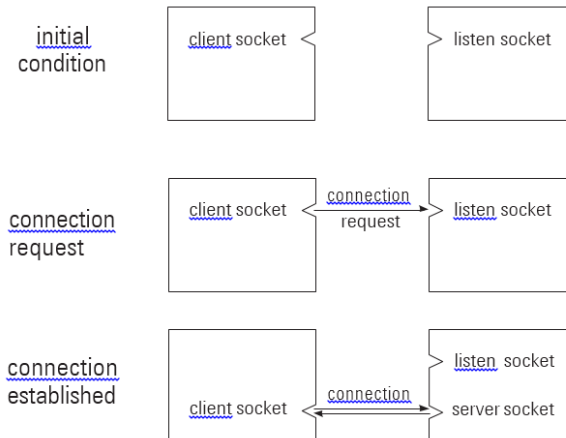 initial
condition
client socket
listen socket
connection
request
client socket
connection
request
listen socket
connection
established
listen socket
client socket
connection
server socket